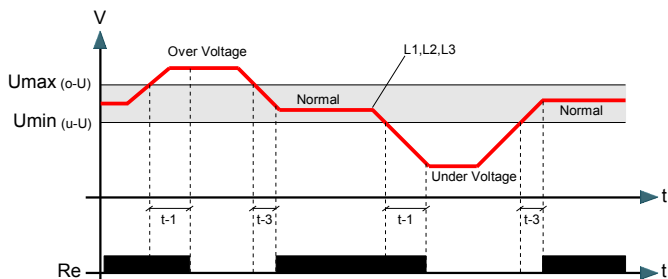 V
Over Voltage
L1,L2,L3
Umax (o-U)
Normal
Normal
Umin (u-U)
Under Voltage
t
t-1
t-3
t-1
t-3
Re
t